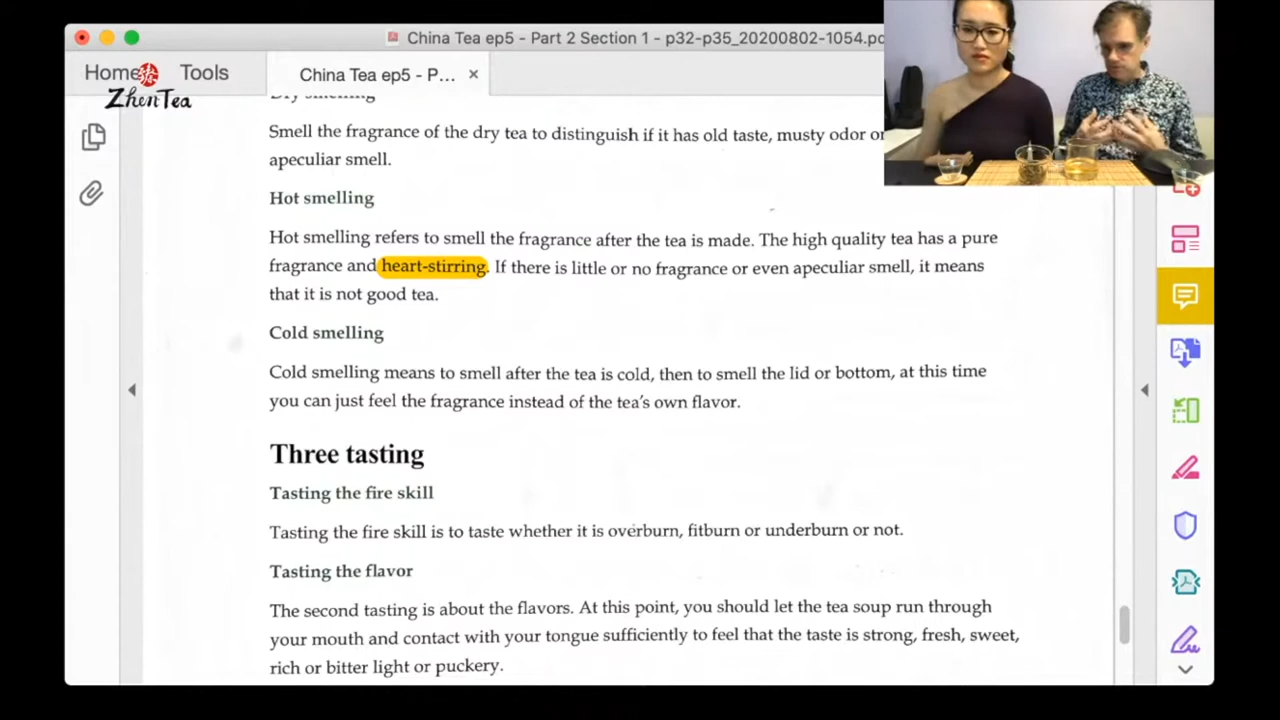 China Tea ep5 - Part 2 Section 1 - p32-p35_20200802-1054.pd
Home
Tools
China Tea ep5 - P...
ZhenTea
Dry smelling
Smell the fragrance of the dry tea to distinguish if it has old taste, musty odor or
apeculiar smell.
Hot smelling
Hot smelling refers to smell the fragrance after the tea is made. The high quality tea has a pure
fragrance and heart-stirring. If there is little or no fragrance or even apeculiar smell, it means
that it is not good tea.
Cold smelling
Cold smelling means to smell after the tea is cold, then to smell the lid or bottom, at this time
you can just feel the fragrance instead of the tea's own flavor.
Three tasting
Tasting the fire skill
Tasting the fire skill is to taste whether it is overburn, fitburn or underburn or not.
Tasting the flavor
The second tasting is about the flavors. At this point, you should let the tea soup run through
your mouth and contact with your tongue sufficiently to feel that the taste is strong, fresh, sweet,
rich or bitter light or puckery.